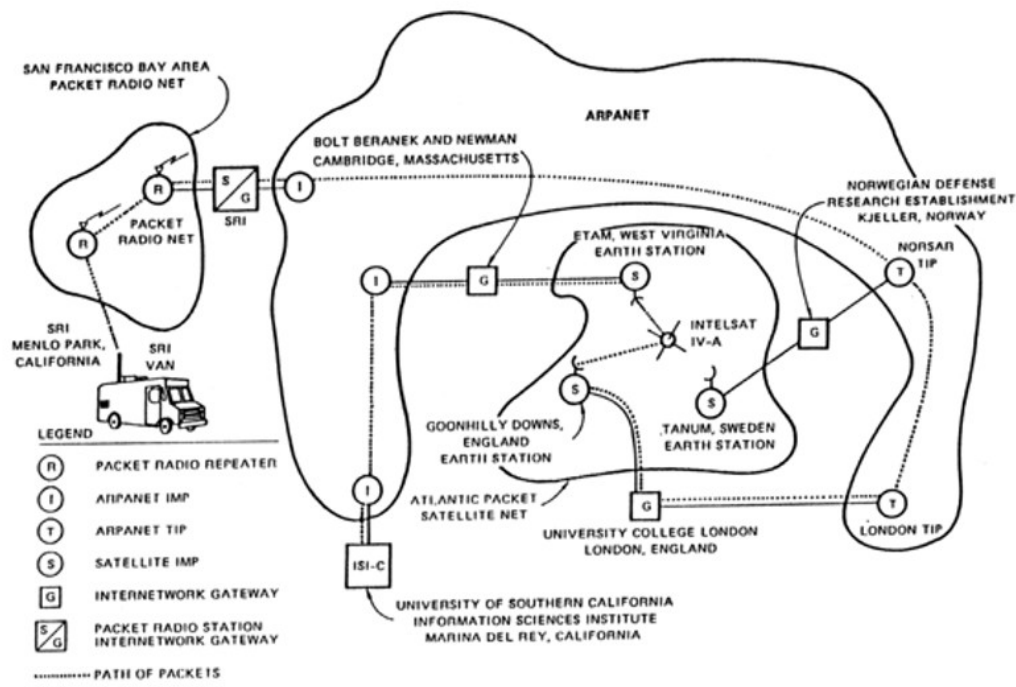 SAN FRANCISCO BAY AREA
PACKET RADIO NET
ARPANET
BOLT BERANEK AND NEWMAN
CAMBRIDGE, MASSACHUSETTS
NORWEGIAN DEFENSE
RESEARCH ESTABLISHMENT
KJELLER, NORWAY
R
S
G
I
SRI
PACKET
RADIO NET
R
ETAM, WEST VIRGINIA
EARTH STATION
NORSAR
TIP
T
I
G
S
INTELSAT
IV-A
G
SRI
MENLO PARK,
CALIFORNIA
SRI
VAN
S
S
GOONHILLY DOWNS,
ENGLAND
EARTH STATION
TANUM, SWEDEN
EARTH STATION
LEGEND
R PACKET RADIO REPEATER
I ARPANET IMP
T ARPANET TIP
S SATELLITE IMP
G INTERNETWORK GATEWAY
S
G
PACKET RADIO STATION
INTERNETWORK GATEWAY
PATH OF PACKETS
I
ATLANTIC PACKET
SATELLITE NET
G
T
UNIVERSITY COLLEGE LONDON
LONDON, ENGLAND
LONDON TIP
ISI-C
UNIVERSITY OF SOUTHERN CALIFORNIA
INFORMATION SCIENCES INSTITUTE
MARINA DEL REY, CALIFORNIA